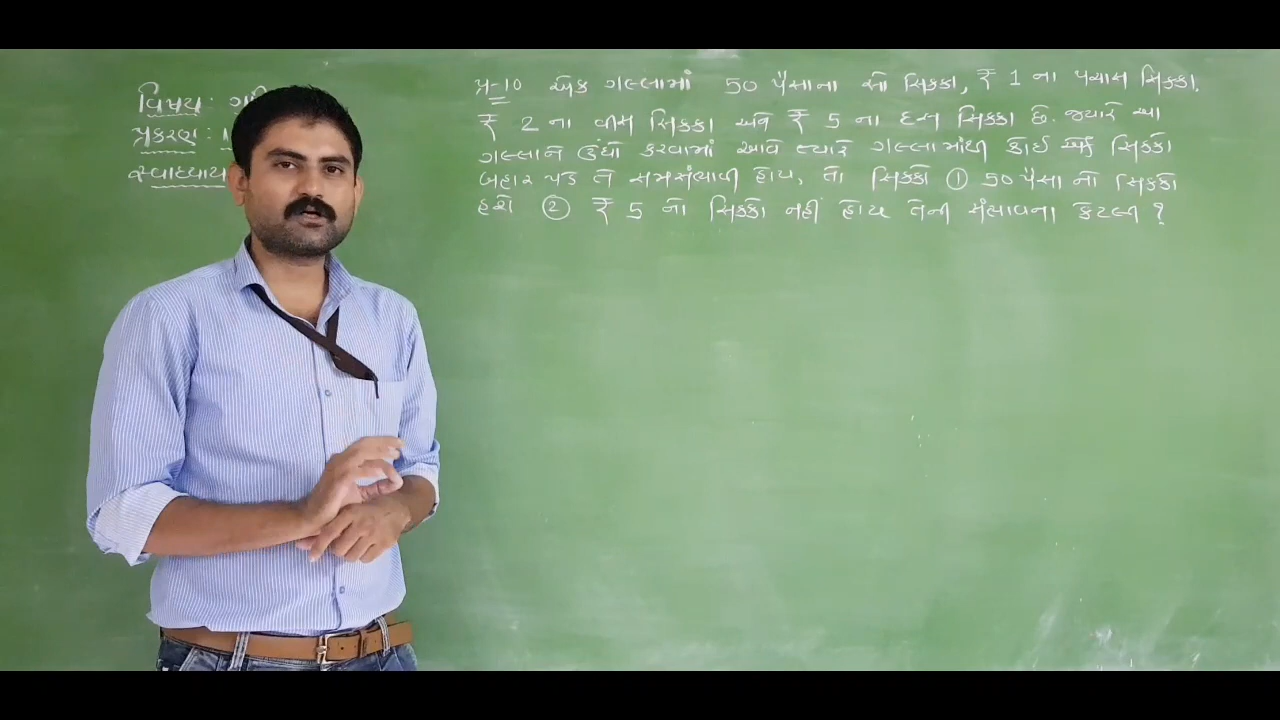 વિષય: ગ
પ્રકરણ: 1
સ્વાધ્યાય
પ્ર-10 એક ગલ્લામાં 50 પૈસાના સો સિક્કા, ₹ 1 ના પચાસ સિક્કા.
₹ 2 ના વીસ સિક્કા અને ₹ 5 ના દસ સિક્કા છે. જ્યારે આ
ગલ્લાને ઉંધો કરવામાં આવે ત્યારે ગલ્લામાંથી કોઈ એક સિક્કો
બહાર પડે તે સમસંભાવી હોય, તો સિક્કો ① 50 પૈસા નો સિક્કો
હશે ② ₹ 5 નો સિક્કો નહીં હોય તેની સંભાવના કેટલી ?